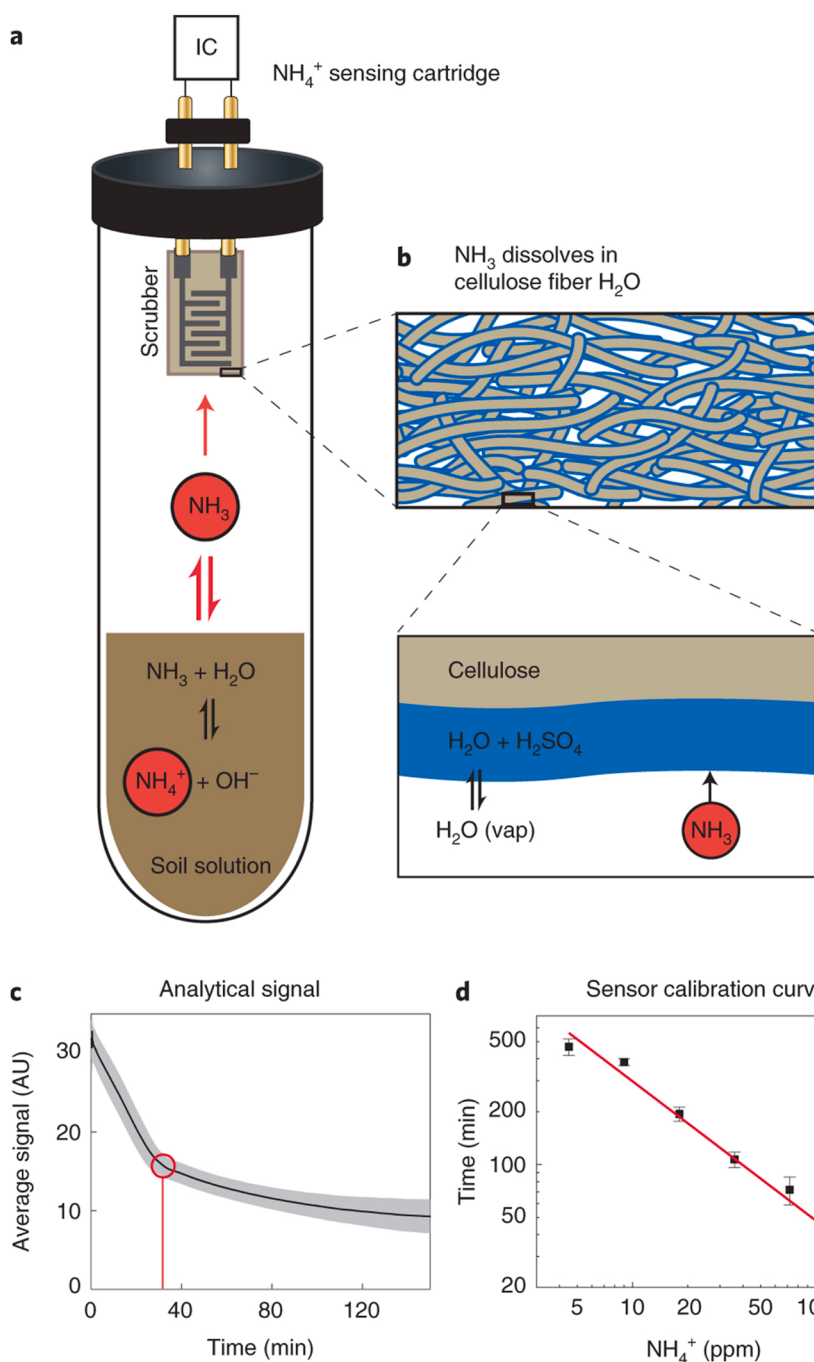 a
IC
NH₄⁺ sensing cartridge
Scrubber
NH₃
NH₃ + H₂O
NH₄⁺ + OH⁻
Soil solution
b
NH₃ dissolves in
cellulose fiber H₂O
Cellulose
H₂O + H₂SO₄
H₂O (vap)
NH₃
c
Analytical signal
Average signal (AU)
30
20
10
0
0
40
80
120
Time (min)
d
Sensor calibration curv
Time (min)
500
200
100
50
20
5
10
20
50
10
NH₄⁺ (ppm)